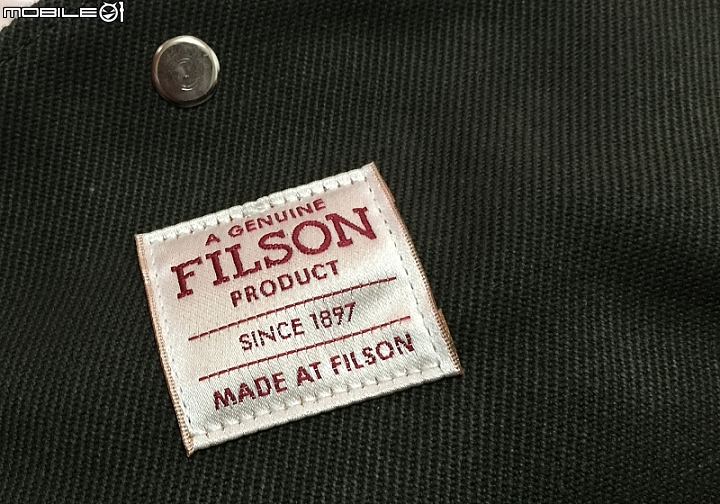 MOBILE01
A GENUINE
FILSON
PRODUCT
SINCE 1897
MADE AT FILSON